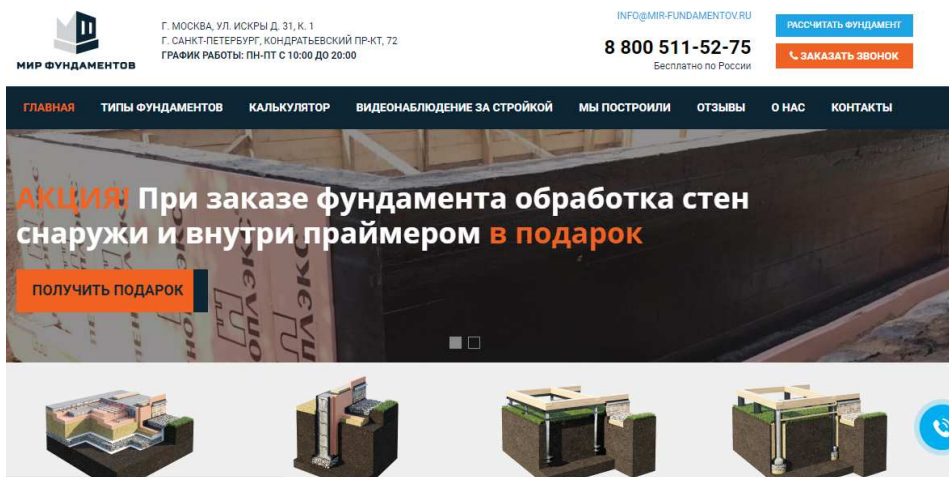 МИР ФУНДАМЕНТОВ
Г. МОСКВА, УЛ. ИСКРЫ Д. 31, К. 1
Г. САНКТ-ПЕТЕРБУРГ, КОНДРАТЬЕВСКИЙ ПР-КТ, 72
ГРАФИК РАБОТЫ: ПН-ПТ С 10:00 ДО 20:00
INFO@MIR-FUNDAMENTOV.RU
8 800 511-52-75
Бесплатно по России
РАССЧИТАТЬ ФУНДАМЕНТ
ЗАКАЗАТЬ ЗВОНОК
ГЛАВНАЯ ТИПЫ ФУНДАМЕНТОВ КАЛЬКУЛЯТОР ВИДЕОНАБЛЮДЕНИЕ ЗА СТРОЙКОЙ МЫ ПОСТРОИЛИ ОТЗЫВЫ О НАС КОНТАКТЫ
АКЦИЯ! При заказе фундамента обработка стен
снаружи и внутри праймером в подарок
ПОЛУЧИТЬ ПОДАРОК